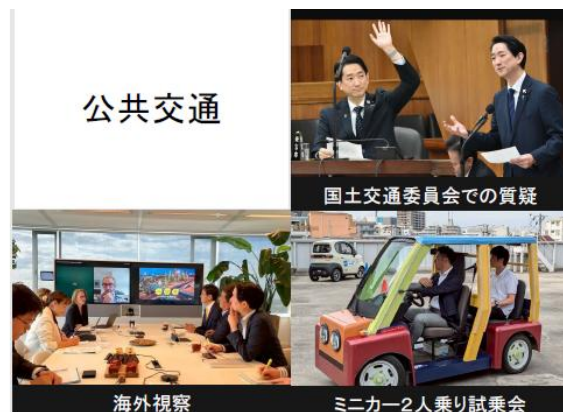 公共交通
国土交通委員会での質疑
海外視察
ミニカー2人乗り試乗会